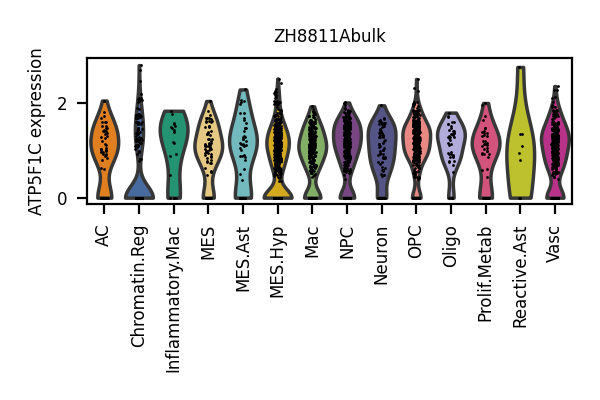 ZH8811Abulk
ATP5F1C expression
2
0
AC
Chromatin.Reg
Inflammatory.Mac
MES
MES.Ast
MES.Hyp
Mac
NPC
Neuron
OPC
Oligo
Prolif.Metab
Reactive.Ast
Vasc